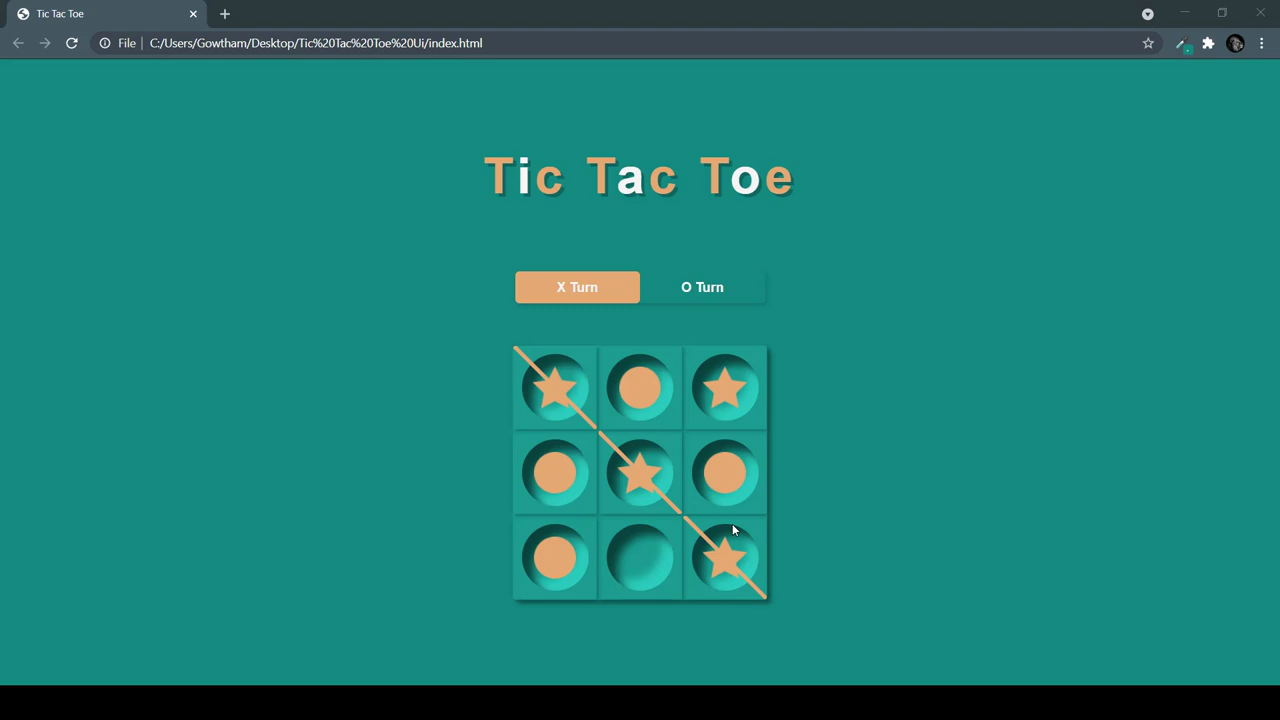 Tic Tac Toe
File C:/Users/Gowtham/Desktop/Tic%20Tac%20Toe%20Ui/index.html
Tic Tac Toe
X Turn O Turn